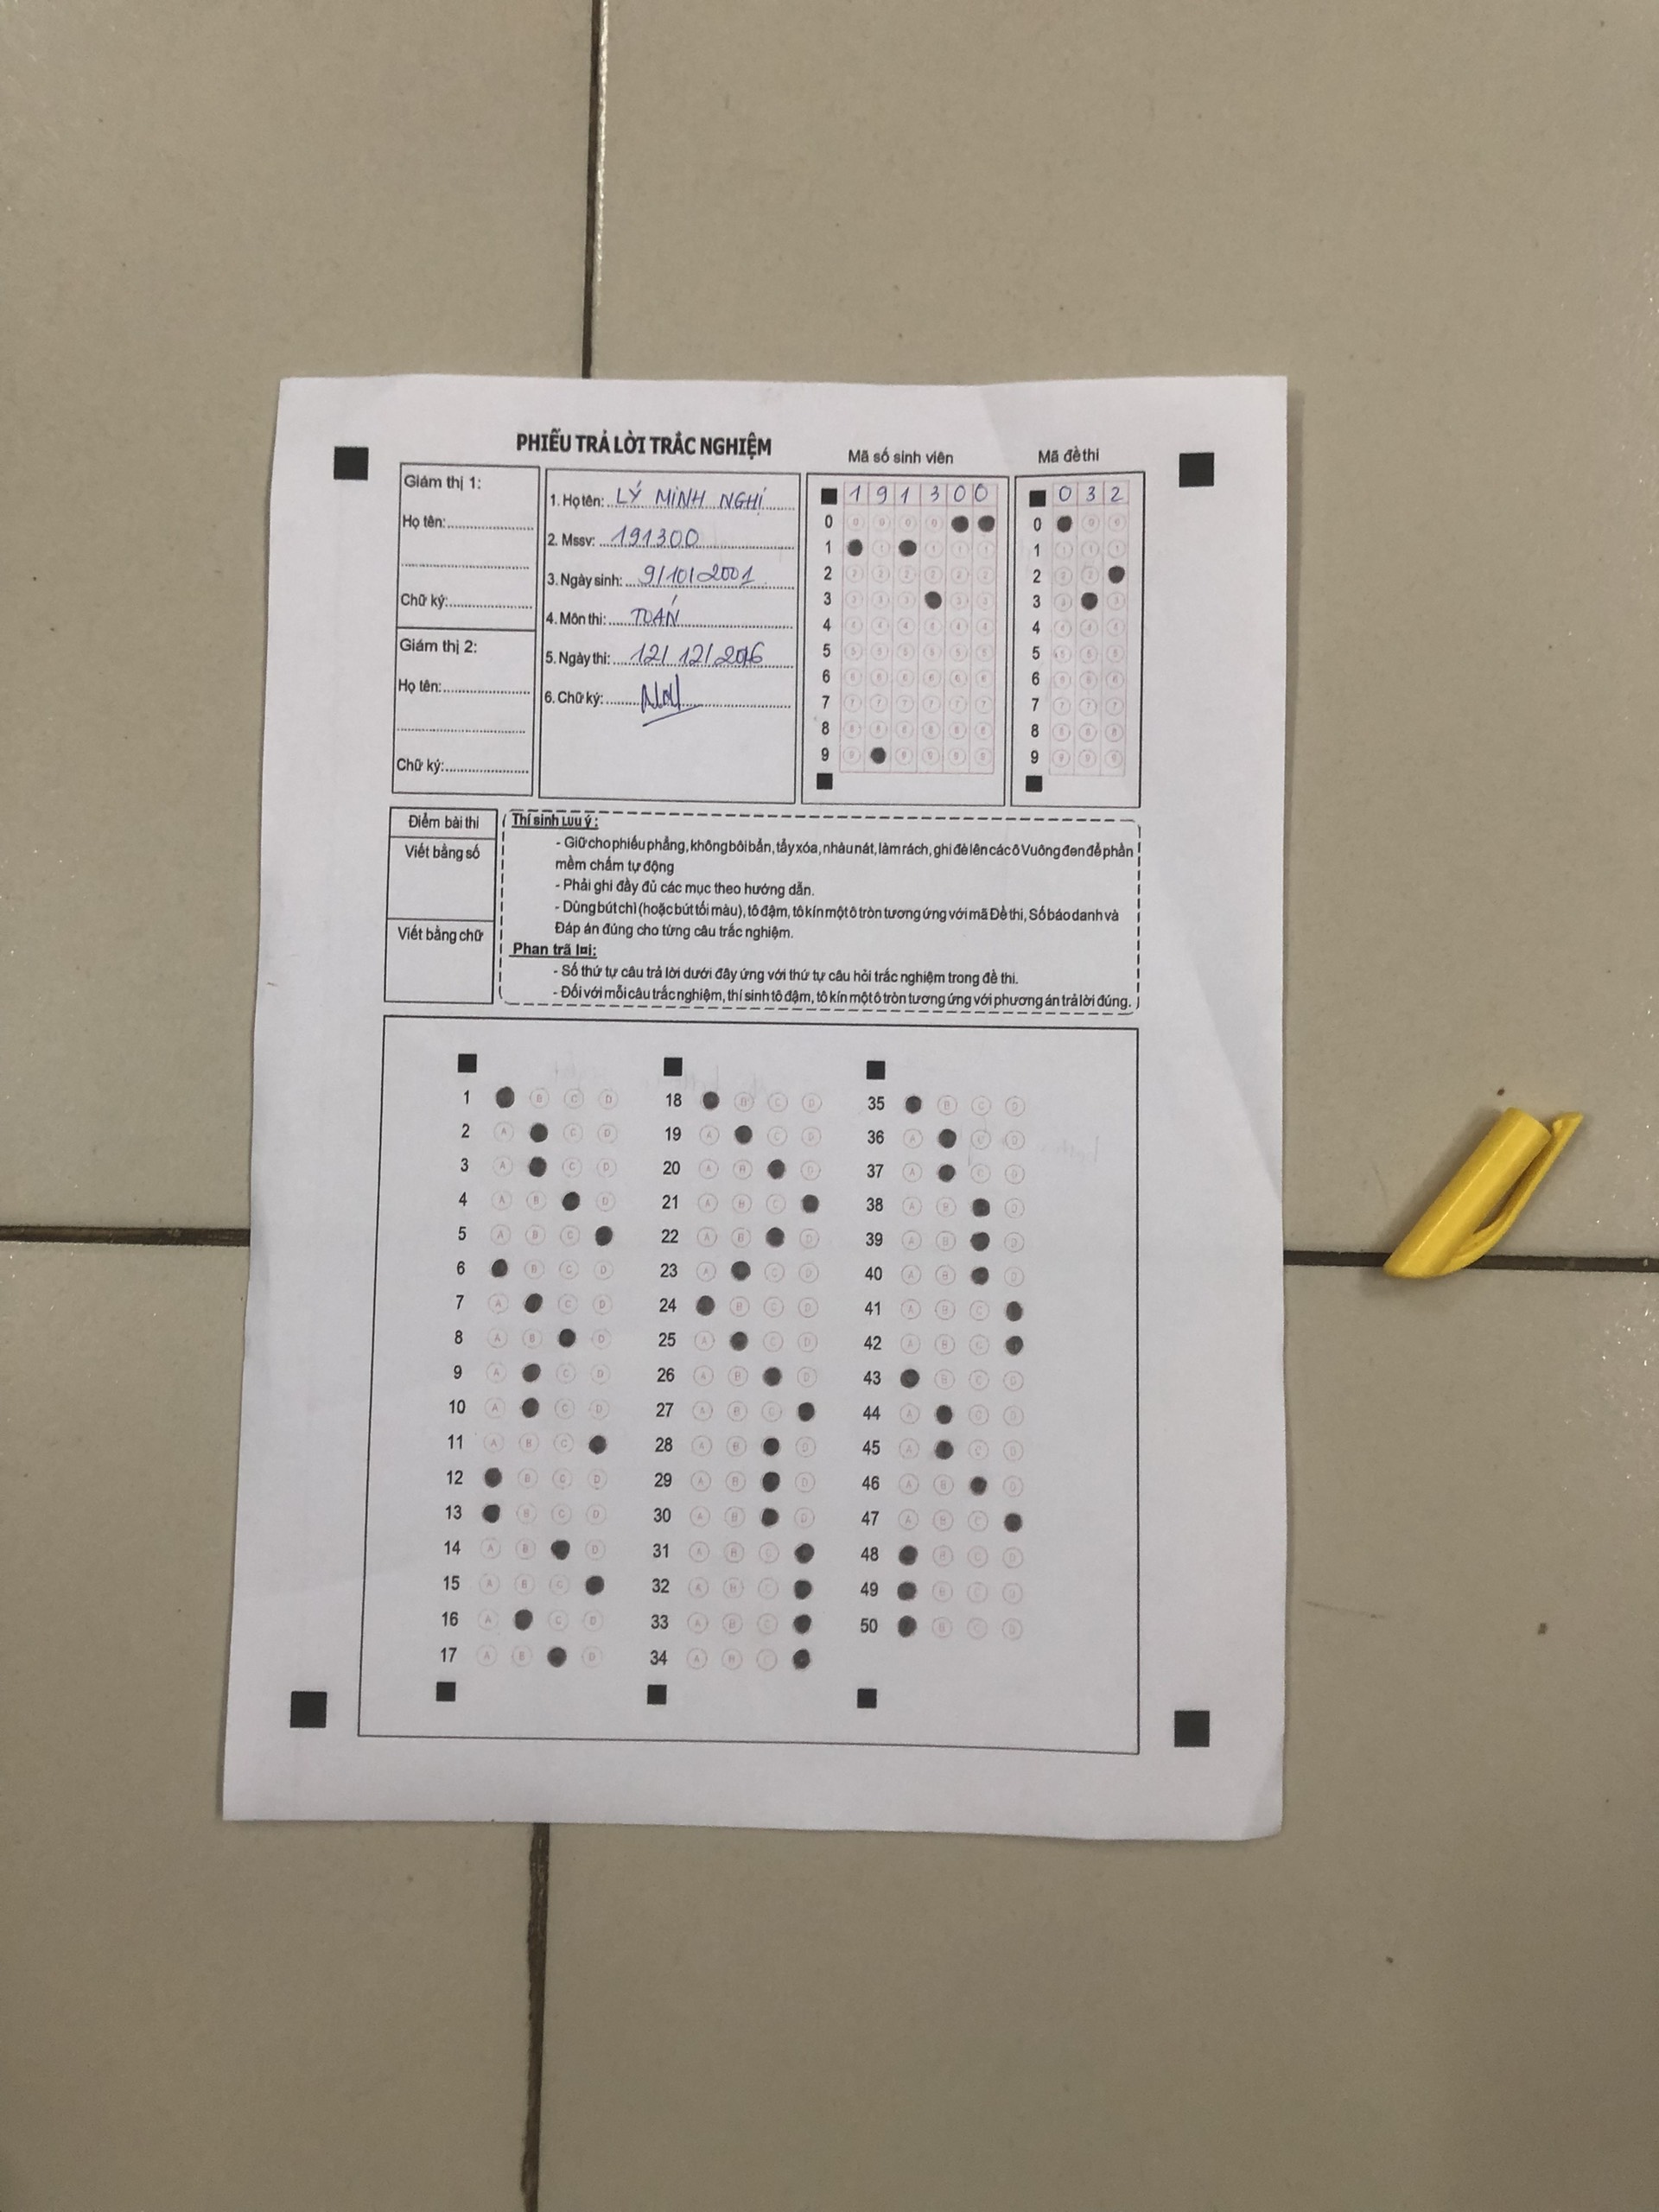 PHIẾU TRẢ LỜI TRẮC NGHIỆM
Mã số sinh viên
Mã đề thi
Giám thị 1:
Họ tên:
Chữ ký:
Giám thị 2:
Họ tên:
Chữ ký:
1. Họ tên: LÝ MINH NGHI
2. Mssv: 191300
3. Ngày sinh: 9/10/2001
4. Môn thi: TOÁN
5. Ngày thi: 12/12/2016
6. Chữ ký:
1 9 1 3 0 0
0
1
2
3
4
5
6
7
8
9
0 3 2
0
1
2
3
4
5
6
7
8
9
Điểm bài thi
Viết bằng số
Viết bằng chữ
Thí sinh Lưu ý:
- Giữ cho phiếu phẳng, không bôi bẩn, tẩy xóa, nhàu nát, làm rách, ghi đè lên các ô Vuông đen để phần
mềm chấm tự động
- Phải ghi đầy đủ các mục theo hướng dẫn.
- Dùng bút chì (hoặc bút tối màu), tô đậm, tô kín một ô tròn tương ứng với mã Đề thi, Số báo danh và
Đáp án đúng cho từng câu trắc nghiệm.
Phan trã lời:
- Số thứ tự câu trả lời dưới đây ứng với thứ tự câu hỏi trắc nghiệm trong đề thi.
- Đối với mỗi câu trắc nghiệm, thí sinh tô đậm, tô kín một ô tròn tương ứng với phương án trả lời đúng.
1 B C D
2 A C D
3 A C D
4 A B D
5 A B C
6 B C D
7 A C D
8 A B D
9 A C D
10 A C D
11 A B C
12 B C D
13 B C D
14 A B D
15 A B C
16 A C D
17 A B D
18 B C D
19 A C D
20 A B D
21 A B C
22 A B D
23 A C D
24 B C D
25 A C D
26 A B D
27 A B C
28 A B D
29 A B D
30 A B D
31 A B C
32 A B C
33 A B C
34 A B C
35 B C D
36 A C D
37 A C D
38 A B D
39 A B D
40 A B D
41 A B C
42 A B C
43 B C D
44 A C D
45 A C D
46 A B D
47 A B C
48 B C D
49 B C D
50 B C D